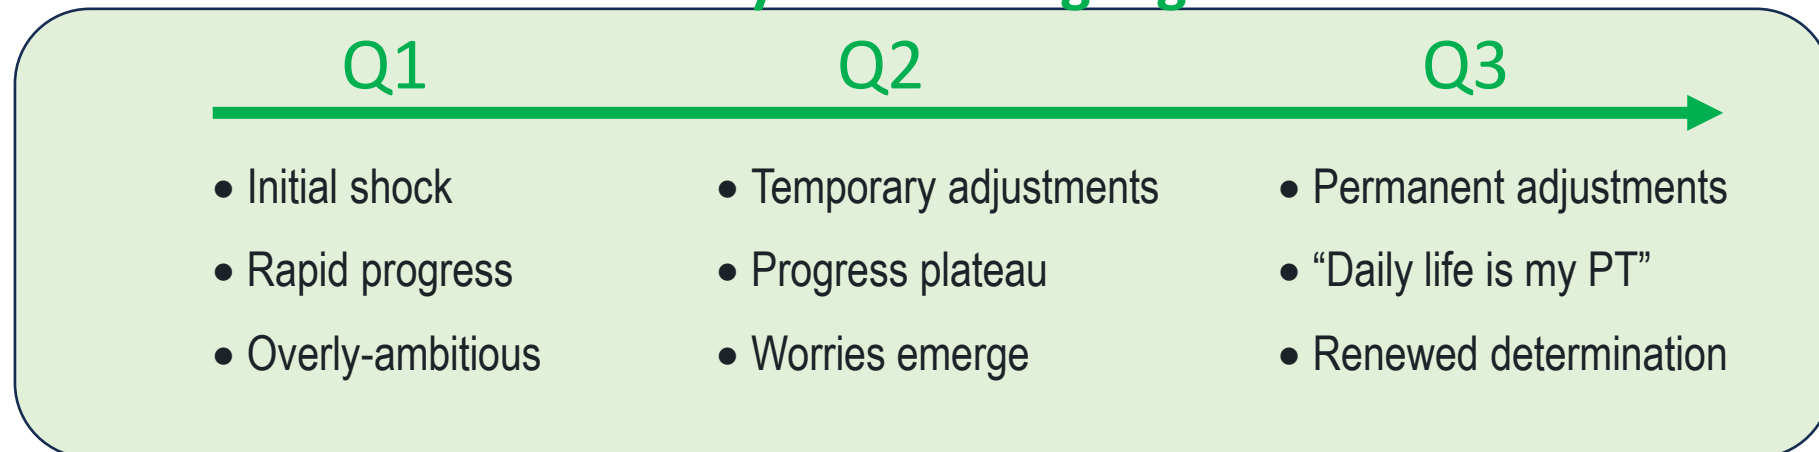 Q1 Q2 Q3
• Initial shock
• Rapid progress
• Overly-ambitious
• Temporary adjustments
• Progress plateau
• Worries emerge
• Permanent adjustments
• “Daily life is my PT”
• Renewed determination